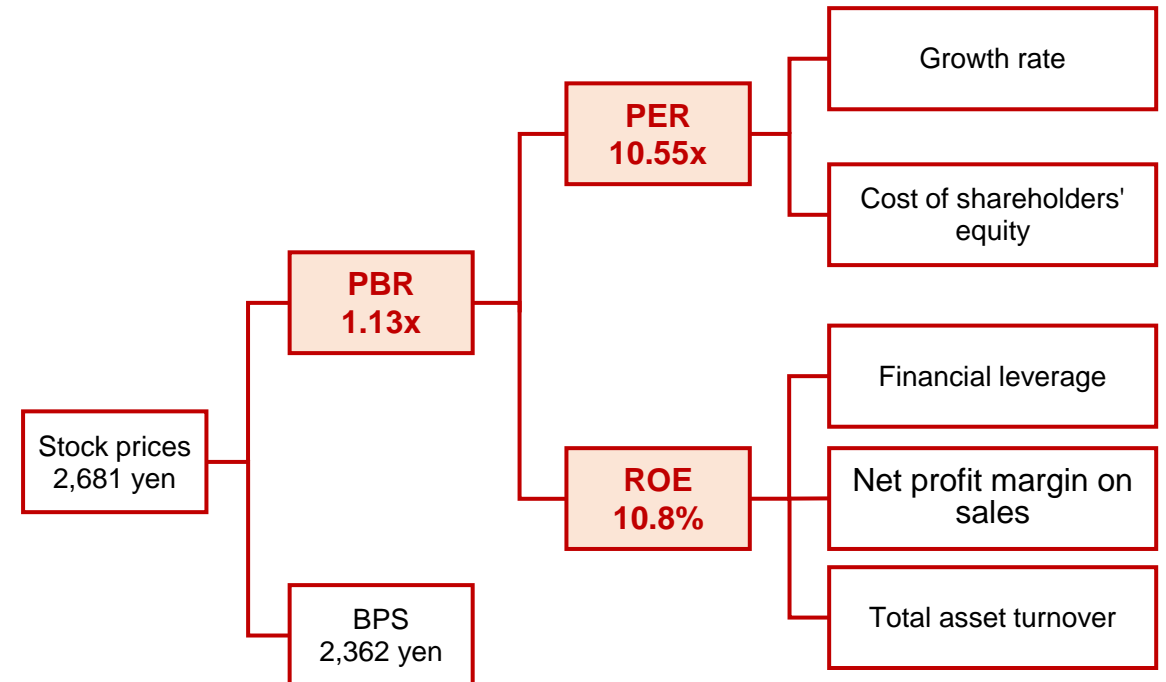 Growth rate
PER
10.55x
Cost of shareholders'
equity
PBR
1.13x
Financial leverage
Stock prices
2,681 yen
ROE
10.8%
Net profit margin on
sales
BPS
2,362 yen
Total asset turnover